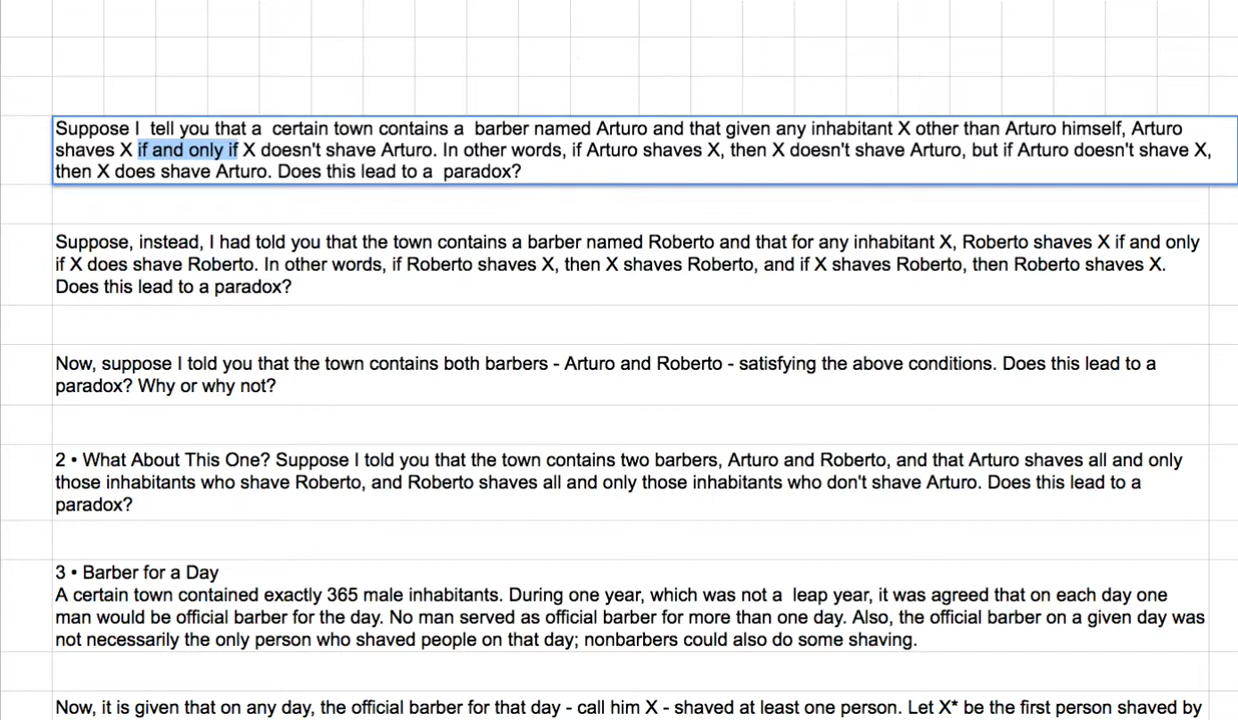 Suppose I  tell you that a  certain town contains a  barber named Arturo and that given any inhabitant X other than Arturo himself, Arturo
shaves X if and only if X doesn't shave Arturo. In other words, if Arturo shaves X, then X doesn't shave Arturo, but if Arturo doesn't shave X,
then X does shave Arturo. Does this lead to a  paradox?
Suppose, instead, I had told you that the town contains a barber named Roberto and that for any inhabitant X, Roberto shaves X if and only
if X does shave Roberto. In other words, if Roberto shaves X, then X shaves Roberto, and if X shaves Roberto, then Roberto shaves X.
Does this lead to a paradox?
Now, suppose I told you that the town contains both barbers - Arturo and Roberto - satisfying the above conditions. Does this lead to a
paradox? Why or why not?
2 • What About This One? Suppose I told you that the town contains two barbers, Arturo and Roberto, and that Arturo shaves all and only
those inhabitants who shave Roberto, and Roberto shaves all and only those inhabitants who don't shave Arturo. Does this lead to a
paradox?
3 • Barber for a Day
A certain town contained exactly 365 male inhabitants. During one year, which was not a  leap year, it was agreed that on each day one
man would be official barber for the day. No man served as official barber for more than one day. Also, the official barber on a given day was
not necessarily the only person who shaved people on that day; nonbarbers could also do some shaving.
Now, it is given that on any day, the official barber for that day - call him X - shaved at least one person. Let X* be the first person shaved by